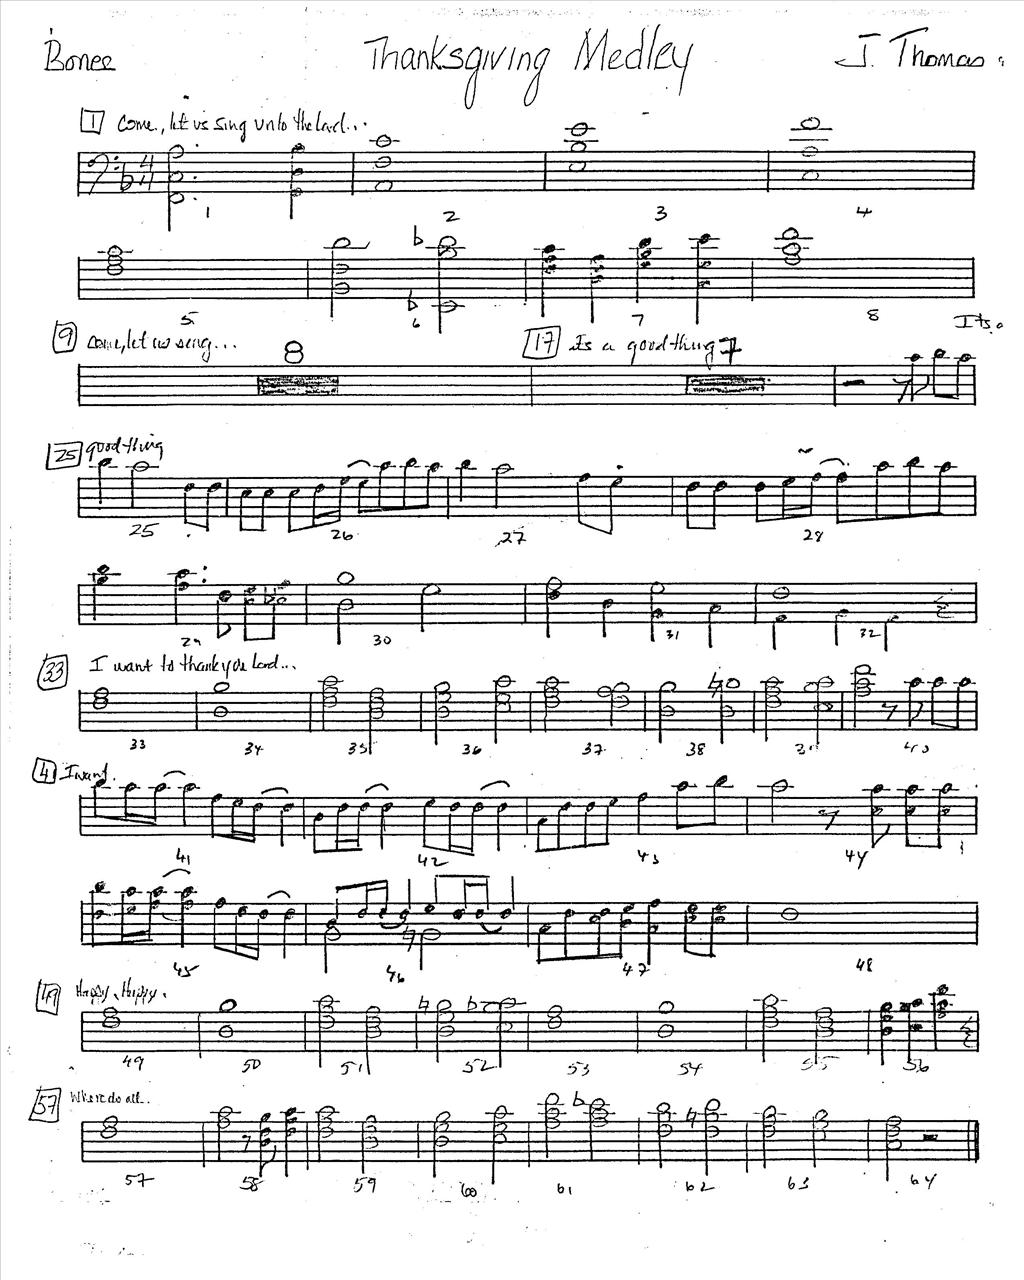 Bones Thanksgiving Medley J. Thomas
1 Come, let us sing unto the Lord...
4
4
1 2 3 4
5 6 7 8 Its
9 come, let us sing... 8 17 its a good thing 7
25 good thing
25 26 27 28
29 30 31 32
33 I want to thank you Lord...
33 34 35 36 37 38 39 40
41 I want.
41 42 43 44
45 46 47 48
49 Happy, Happy.
49 50 51 52 53 54 55 56
57 Where do all..
57 58 59 60 61 62 63 64